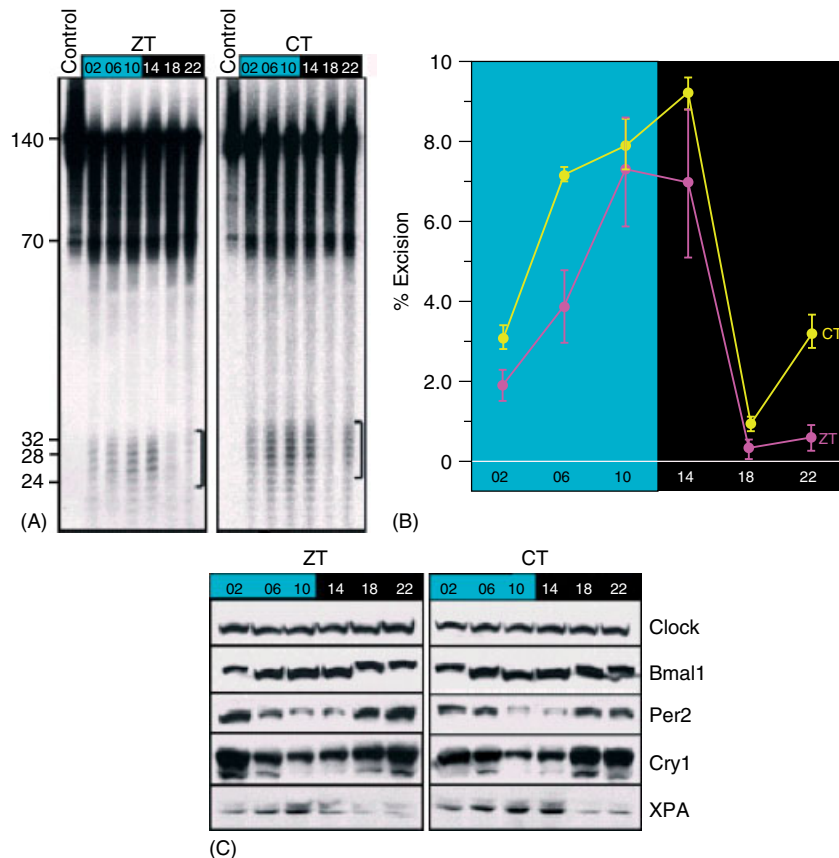 Control
ZT
02 06 10 14 18 22
Control
CT
02 06 10 14 22
18
140
70
32
28
24
(A)
10
8.0
6.0
4.0
2.0
0
% Excision
CT
ZT
02 06 10 14 18 22
(B)
ZT
02 06 10 14 18 22
CT
02 06 10 14 18 22
Clock
Bmal1
Per2
Cry1
XPA
(C)